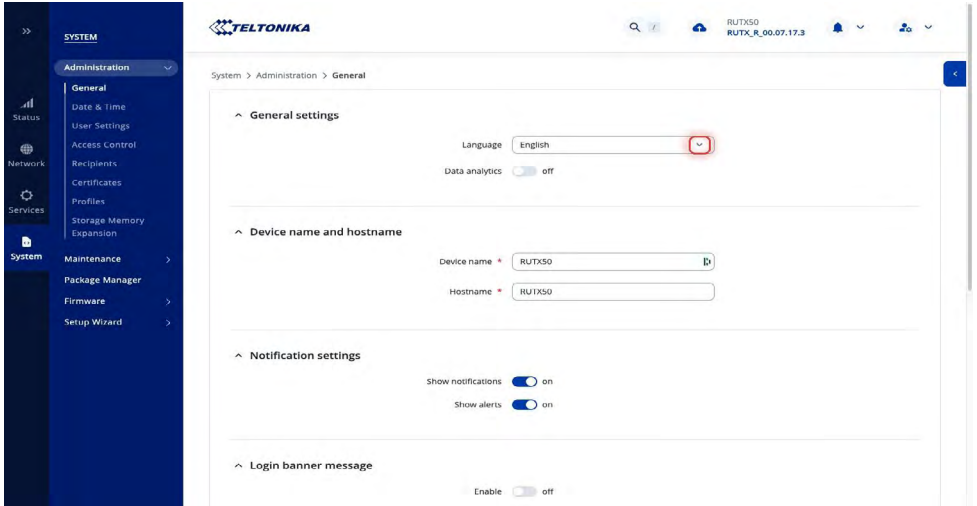 SYSTEM
Administration
General
Date & Time
User Settings
Access Control
Recipients
Certificates
Profiles
Storage Memory
Expansion
Maintenance
Package Manager
Firmware
Setup Wizard
Status
Network
Services
System
TELTONIKA
/
RUTX50
RUTX_R_00.07.17.3
System > Administration > General
General settings
Language English
Data analytics off
Device name and hostname
Device name * RUTX50
Hostname * RUTX50
Notification settings
Show notifications on
Show alerts on
Login banner message
Enable off